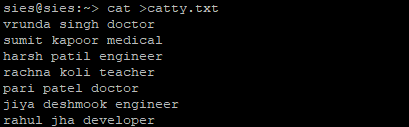 sies@sies:~> cat >catty.txt
vrunda singh doctor
sumit kapoor medical
harsh patil engineer
rachna koli teacher
pari patel doctor
jiya deshmook engineer
rahul jha developer